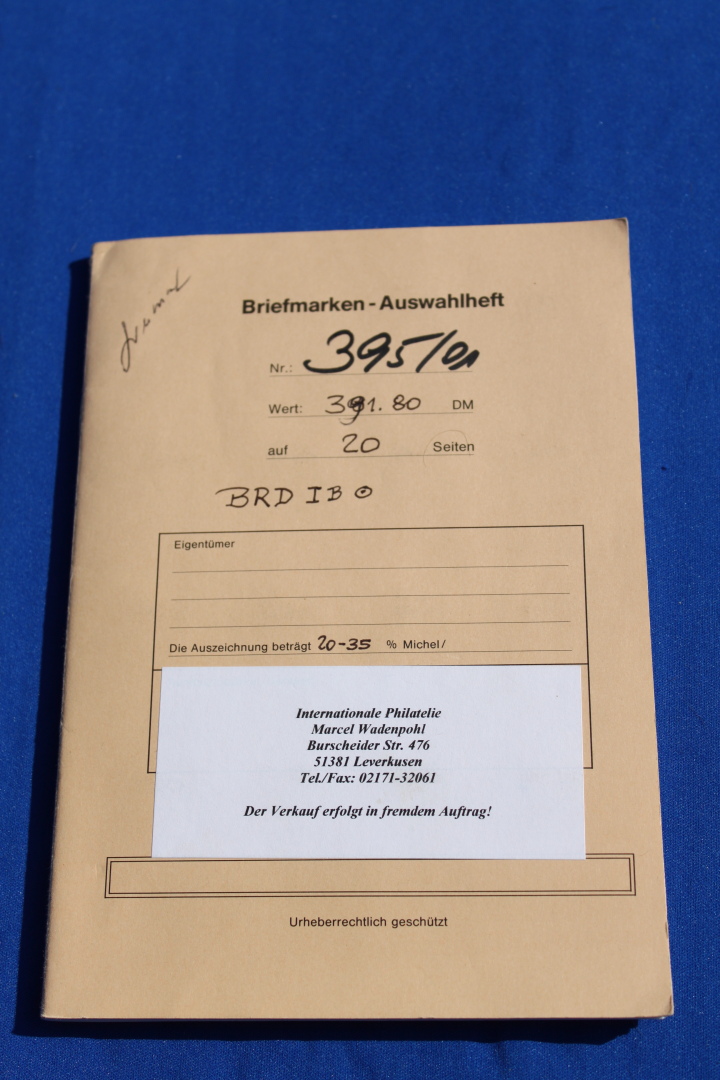 Briefmarken - Auswahlheft
Nr.: 395/01
Wert: 391.80 DM
auf 20 Seiten
BRD IB ⊙
Eigentümer
Die Auszeichnung beträgt 20-35 % Michel /
Internationale Philatelie
Marcel Wadenpohl
Burscheider Str. 476
51381 Leverkusen
Tel./Fax: 02171-32061
Der Verkauf erfolgt in fremdem Auftrag!
Urheberrechtlich geschützt